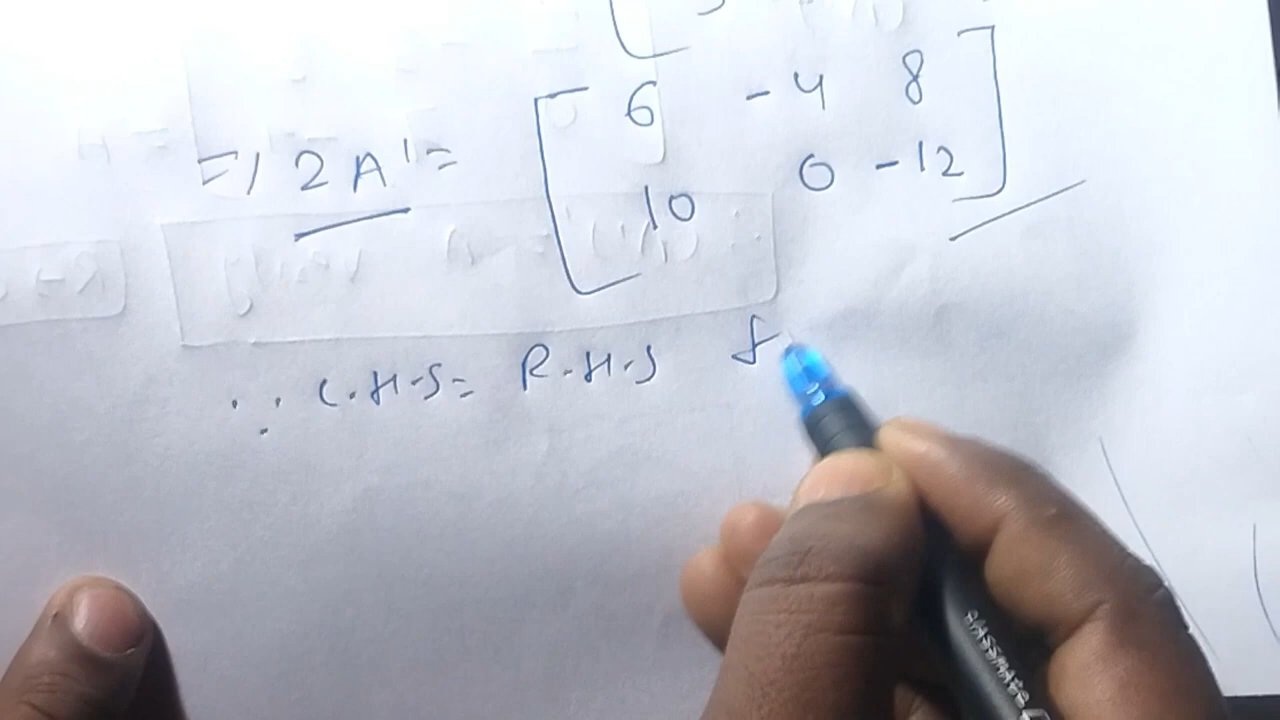 6 -4 8
=) 2A' =
10 0 -12
∴ L.H.S = R.H.S